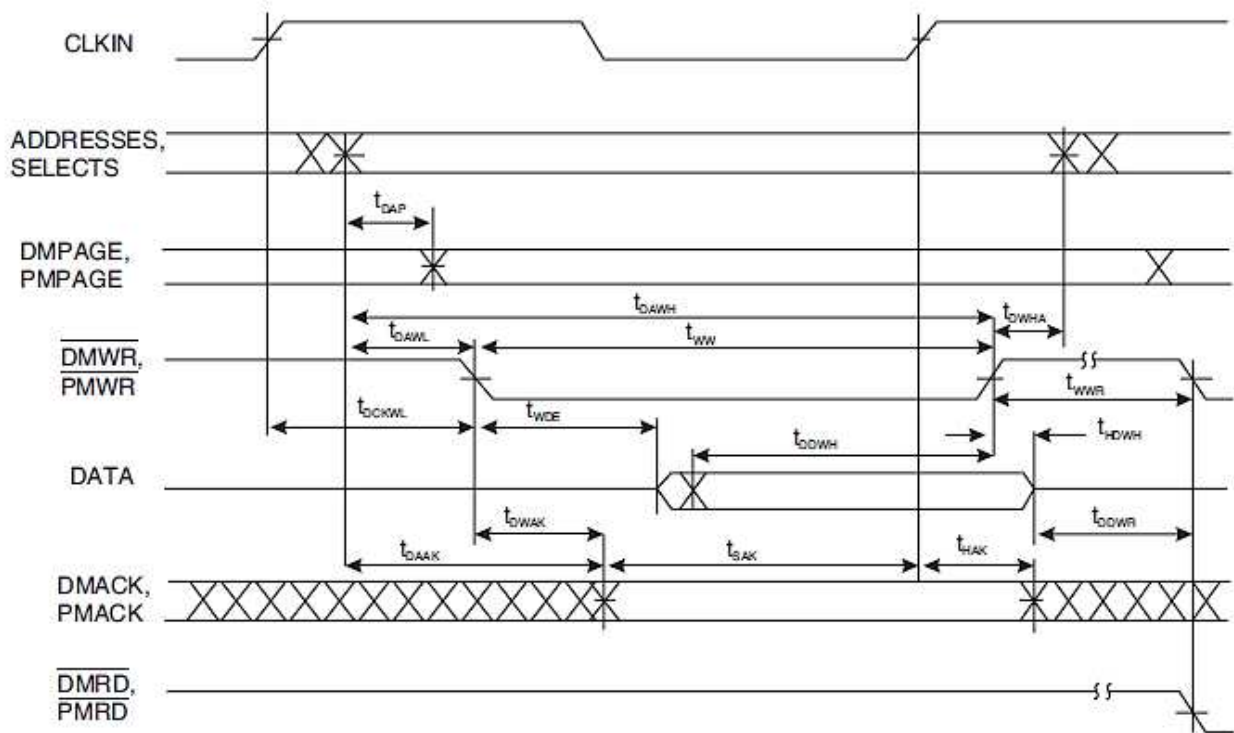 CLKIN
ADDRESSES,
SELECTS
tDAP
DMPAGE,
PMPAGE
tDAWH
tDWHA
tDAWL
tWW
DMWR,
PMWR
tWWR
tDCKWL
tWDE
tDDWH
tHDWH
DATA
tDWAK
tDDWR
tDAAK
tSAK
tHAK
DMACK,
PMACK
DMRD,
PMRD